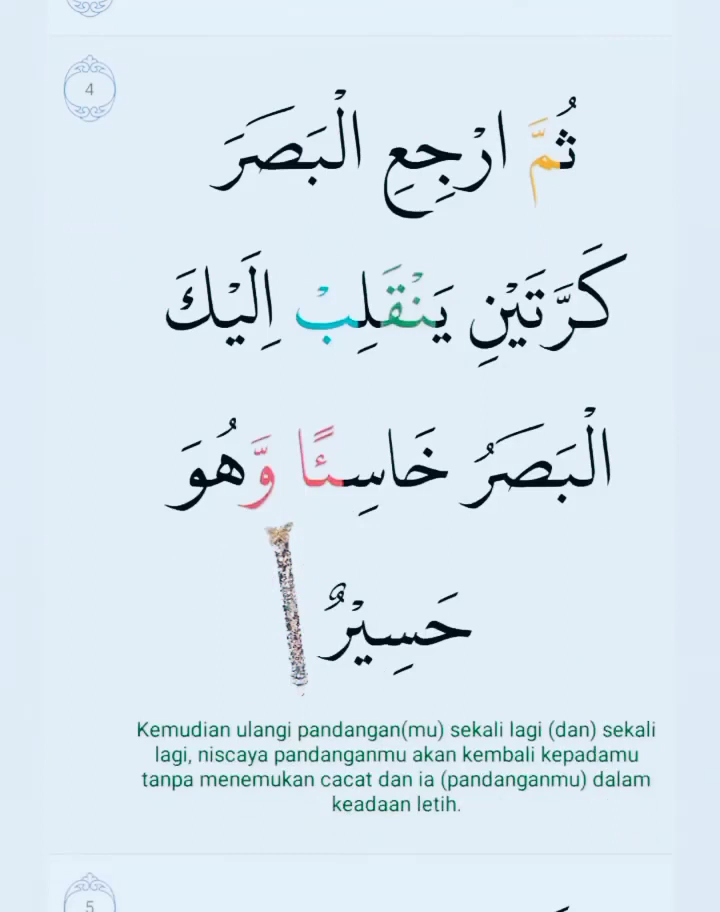 4
ثُمَّ ارْجِعِ الْبَصَرَ
كَرَّتَيْنِ يَنْقَلِبْ اِلَيْكَ
الْبَصَرُ خَاسِئًا وَّهُوَ
حَسِيْرٌ
Kemudian ulangi pandangan(mu) sekali lagi (dan) sekali
lagi, niscaya pandanganmu akan kembali kepadamu
tanpa menemukan cacat dan ia (pandanganmu) dalam
keadaan letih.
5